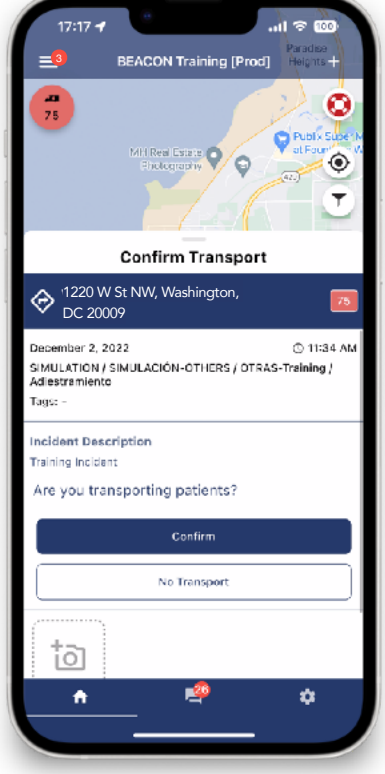 17:17
100
3
BEACON Training [Prod]
Paradise
Heights
75
MH Real Estate
Photography
Publix Super M
at Foun
W
Confirm Transport
1220 W St NW, Washington,
DC 20009
75
December 2, 2022
11:34 AM
SIMULATION / SIMULACIÓN-OTHERS / OTRAS-Training /
Adiestramiento
Tags: -
Incident Description
Training Incident
Are you transporting patients?
Confirm
No Transport
26